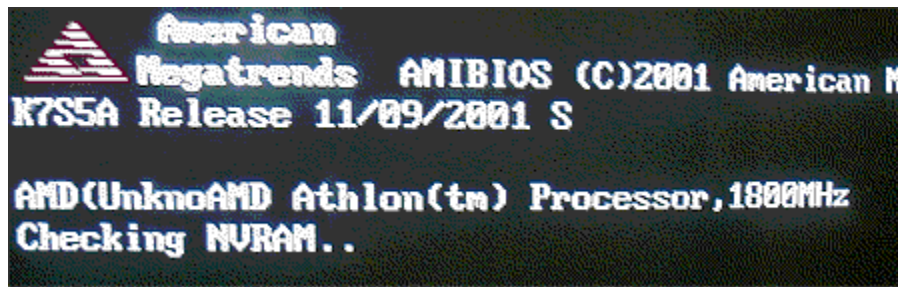 American
Megatrends AMIBIOS (C)2001 American M
K7S5A Release 11/09/2001 S
AMD(UnknoAMD Athlon(tm) Processor,1800MHz
Checking NVRAM..